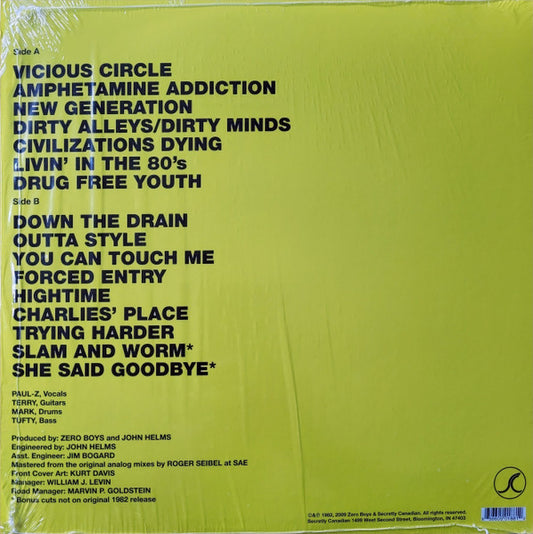 Side A
VICIOUS CIRCLE
AMPHETAMINE ADDICTION
NEW GENERATION
DIRTY ALLEYS/DIRTY MINDS
CIVILIZATIONS DYING
LIVIN' IN THE 80's
DRUG FREE YOUTH
Side B
DOWN THE DRAIN
OUTTA STYLE
YOU CAN TOUCH ME
FORCED ENTRY
HIGHTIME
CHARLIES' PLACE
TRYING HARDER
SLAM AND WORM*
SHE SAID GOODBYE*
PAUL-Z, Vocals
TERRY, Guitars
MARK, Drums
TUFTY, Bass
Produced by: ZERO BOYS and JOHN HELMS
Engineered by: JOHN HELMS
Asst. Engineer: JIM BOGARD
Mastered from the original analog mixes by ROGER SEIBEL at SAE
Front Cover Art: KURT DAVIS
Manager: WILLIAM J. LEVIN
Road Manager: MARVIN P. GOLDSTEIN
* Bonus cuts not on original 1982 release
©&℗ 1982, 2009 Zero Boys & Secretly Canadian. All rights reserved.
Secretly Canadian 1499 West Second Street, Bloomington, IN 47403